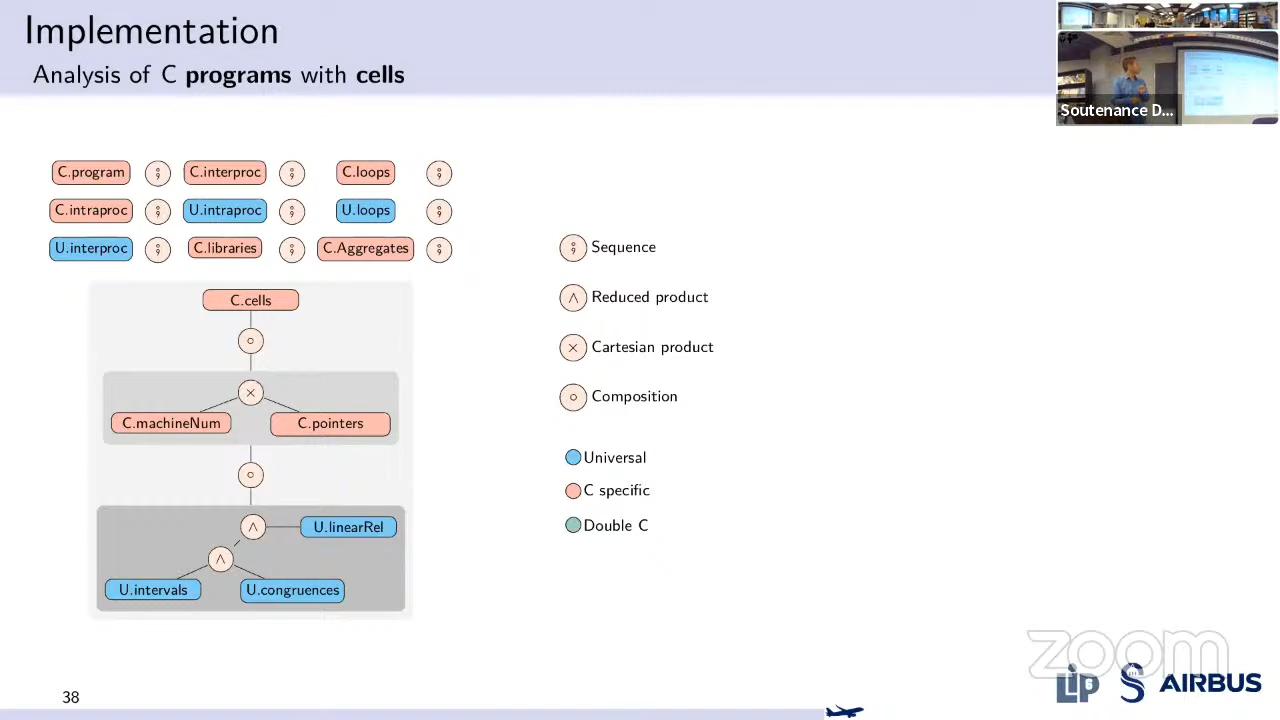 Implementation
Analysis of C programs with cells
Soutenance D...
C.program ; C.interproc ; C.loops ;
C.intraproc ; U.intraproc ; U.loops ;
U.interproc ; C.libraries ; C.Aggregates ;
C.cells
∘
×
C.machineNum C.pointers
∘
∧ U.linearRel
∧
U.intervals U.congruences
; Sequence
∧ Reduced product
× Cartesian product
∘ Composition
Universal
C specific
Double C
zoom
LIP6 S AIRBUS
38